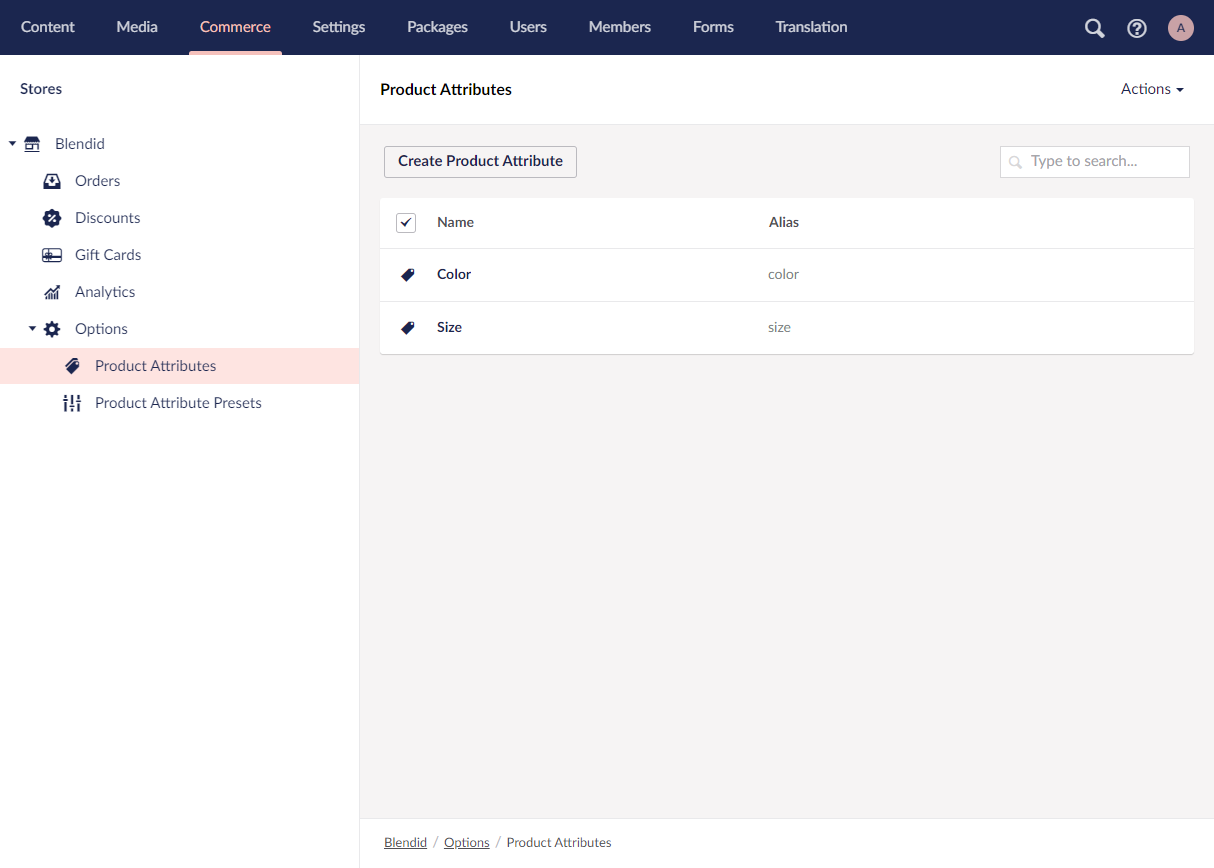 Content Media Commerce Settings Packages Users Members Forms Translation A
Stores
Product Attributes
Actions
Blendid
Orders
Discounts
Gift Cards
Analytics
Options
Product Attributes
Product Attribute Presets
Create Product Attribute
Type to search...
Name Alias
Color color
Size size
Blendid / Options / Product Attributes